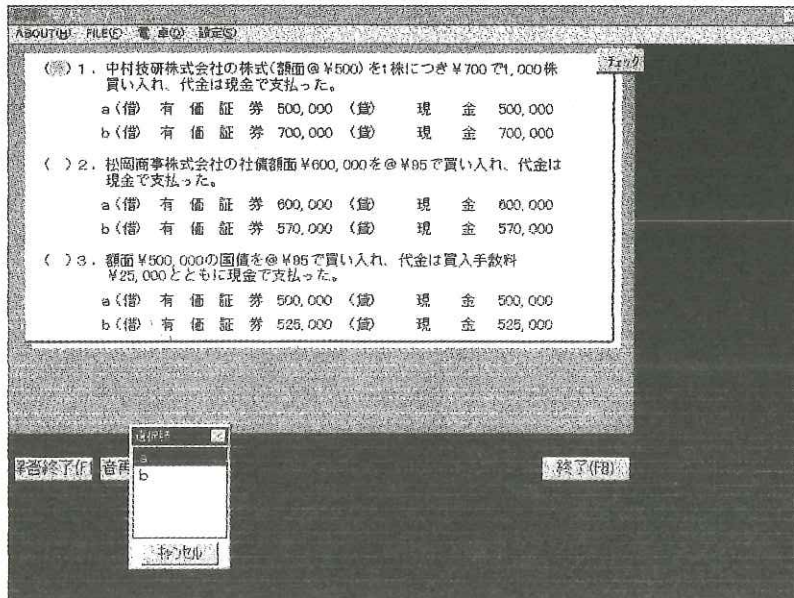 ABOUT(H) FILE(F) 電卓(D) 設定(S)
チェック
( ) 1. 中村技研株式会社の株式(額面@¥500)を1株につき¥700で1,000株
買い入れ、代金は現金で支払った。
a (借) 有価証券 500,000 (貸) 現金 500,000
b (借) 有価証券 700,000 (貸) 現金 700,000
( ) 2. 松岡商事株式会社の社債額面¥600,000を@¥95で買い入れ、代金は
現金で支払った。
a (借) 有価証券 600,000 (貸) 現金 600,000
b (借) 有価証券 570,000 (貸) 現金 570,000
( ) 3. 額面¥500,000の国債を@¥95で買い入れ、代金は買入手数料
¥25,000とともに現金で支払った。
a (借) 有価証券 500,000 (貸) 現金 500,000
b (借) 有価証券 525,000 (貸) 現金 525,000
選択肢
a
b
キャンセル
終了(F8)